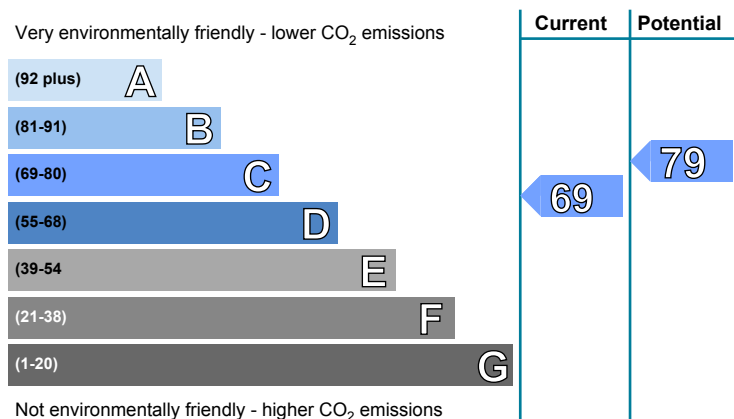 Very environmentally friendly - lower CO2 emissions
Current
Potential
(92 plus) A
(81-91) B
(69-80) C
79
(55-68) D
69
(39-54 E
(21-38) F
(1-20) G
Not environmentally friendly - higher CO2 emissions